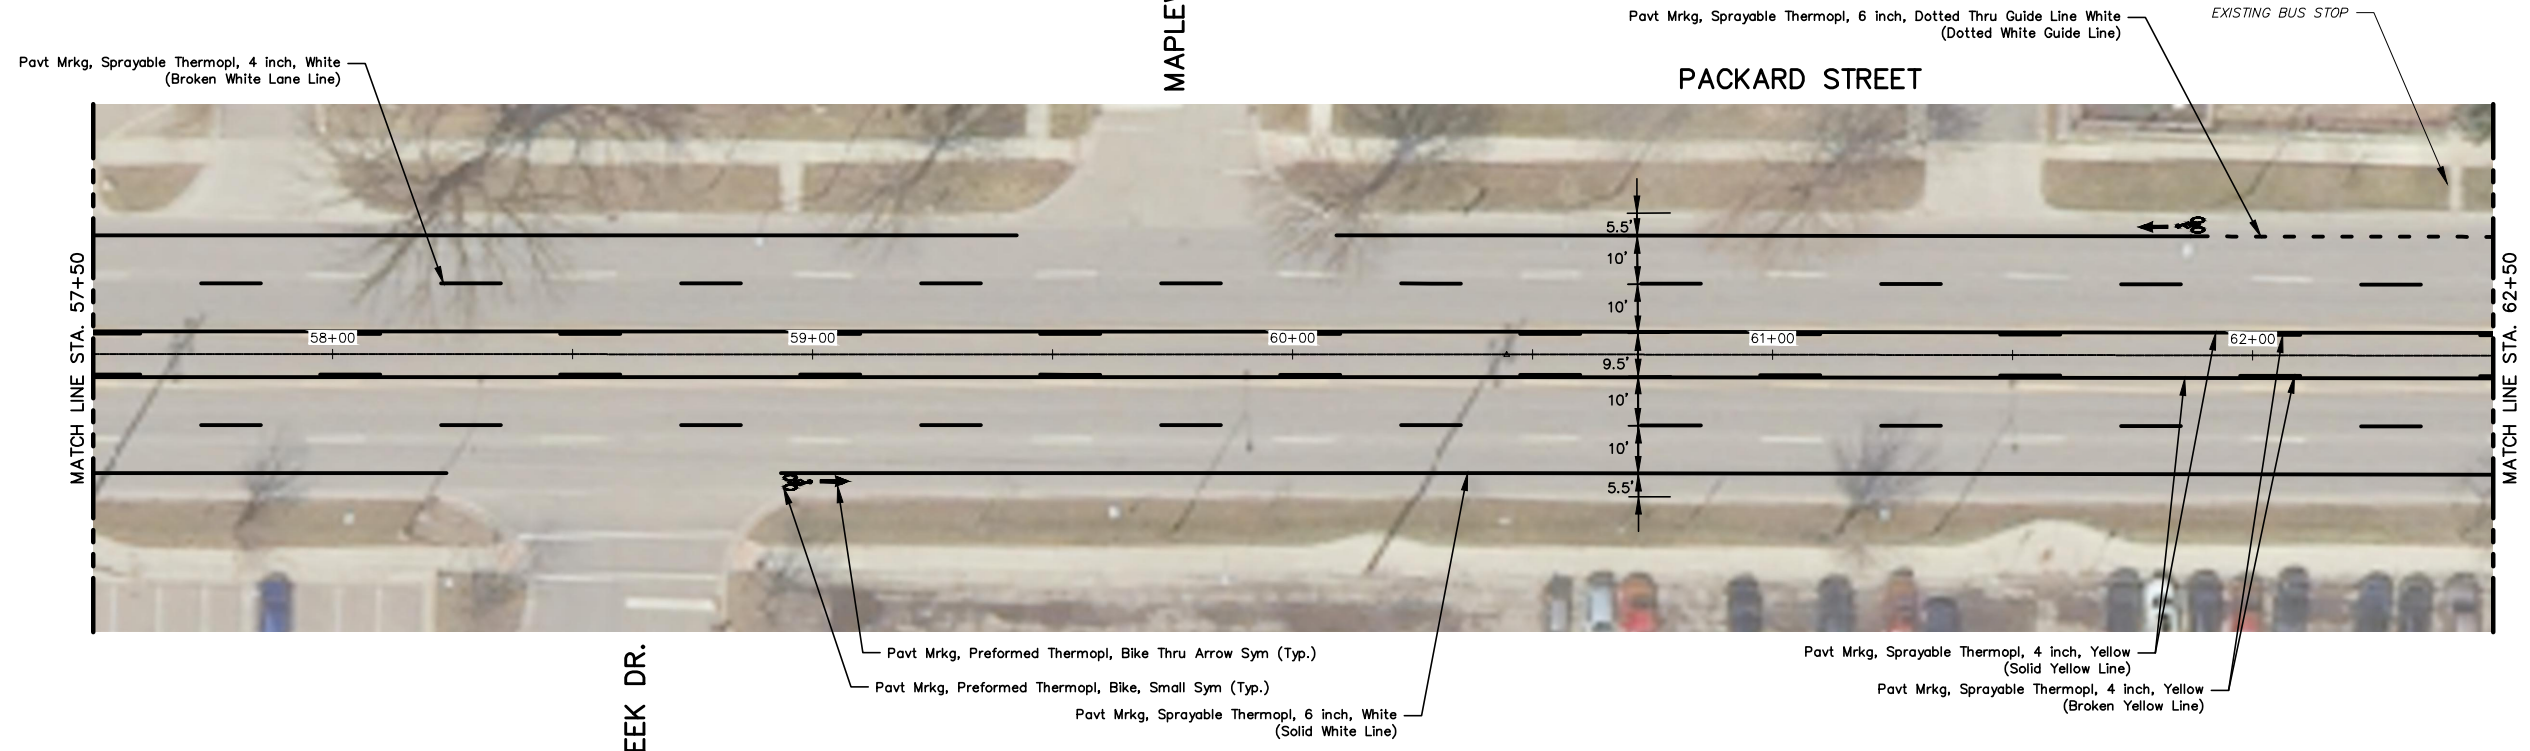 Pavt Mrkg, Sprayable Thermopl, 6 inch, Dotted Thru Guide Line White
(Dotted White Guide Line)
EXISTING BUS STOP
Pavt Mrkg, Sprayable Thermopl, 4 inch, White
(Broken White Lane Line)
PACKARD STREET
MATCH LINE STA. 57+50
MATCH LINE STA. 62+50
5.5'
10'
10'
58+00
59+00
60+00
61+00
62+00
9.5'
10'
10'
5.5'
Pavt Mrkg, Preformed Thermopl, Bike Thru Arrow Sym (Typ.)
Pavt Mrkg, Preformed Thermopl, Bike, Small Sym (Typ.)
Pavt Mrkg, Sprayable Thermopl, 6 inch, White
(Solid White Line)
Pavt Mrkg, Sprayable Thermopl, 4 inch, Yellow
(Solid Yellow Line)
Pavt Mrkg, Sprayable Thermopl, 4 inch, Yellow
(Broken Yellow Line)
EEK DR.